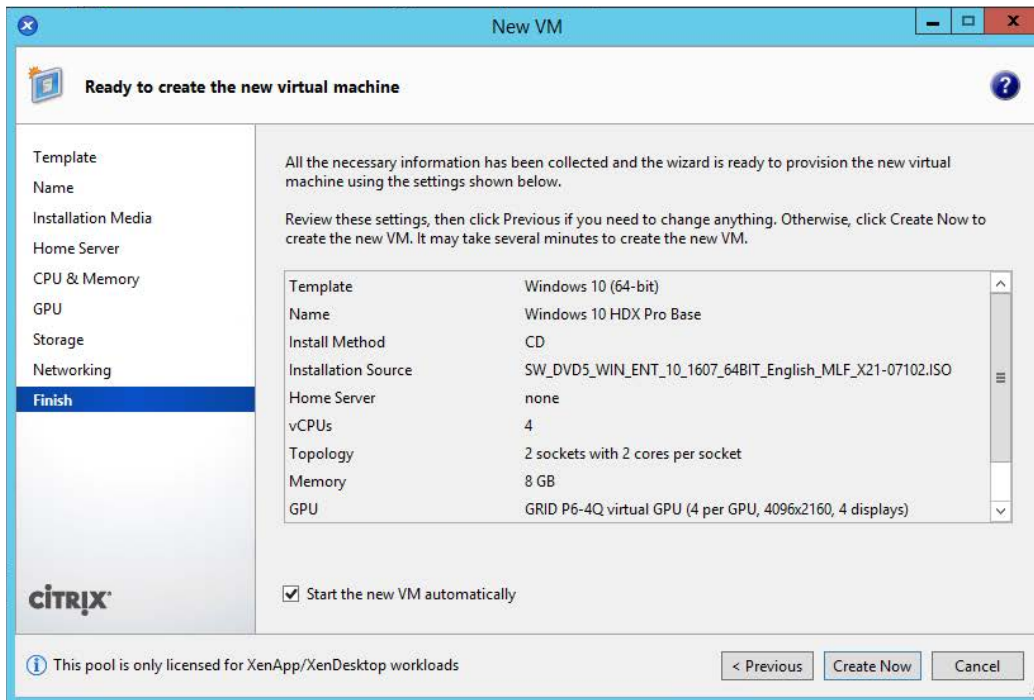 New VM
Ready to create the new virtual machine
Template
Name
Installation Media
Home Server
CPU & Memory
GPU
Storage
Networking
Finish
CİTRIX
All the necessary information has been collected and the wizard is ready to provision the new virtual
machine using the settings shown below.
Review these settings, then click Previous if you need to change anything. Otherwise, click Create Now to
create the new VM. It may take several minutes to create the new VM.
Template Windows 10 (64-bit)
Name Windows 10 HDX Pro Base
Install Method CD
Installation Source SW_DVD5_WIN_ENT_10_1607_64BIT_English_MLF_X21-07102.ISO
Home Server none
vCPUs 4
Topology 2 sockets with 2 cores per socket
Memory 8 GB
GPU GRID P6-4Q virtual GPU (4 per GPU, 4096x2160, 4 displays)
Start the new VM automatically
This pool is only licensed for XenApp/XenDesktop workloads
< Previous Create Now Cancel